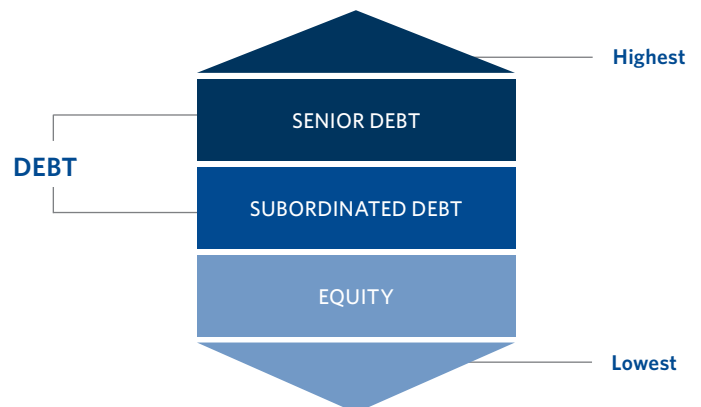 Highest
SENIOR DEBT
DEBT
SUBORDINATED DEBT
EQUITY
Lowest